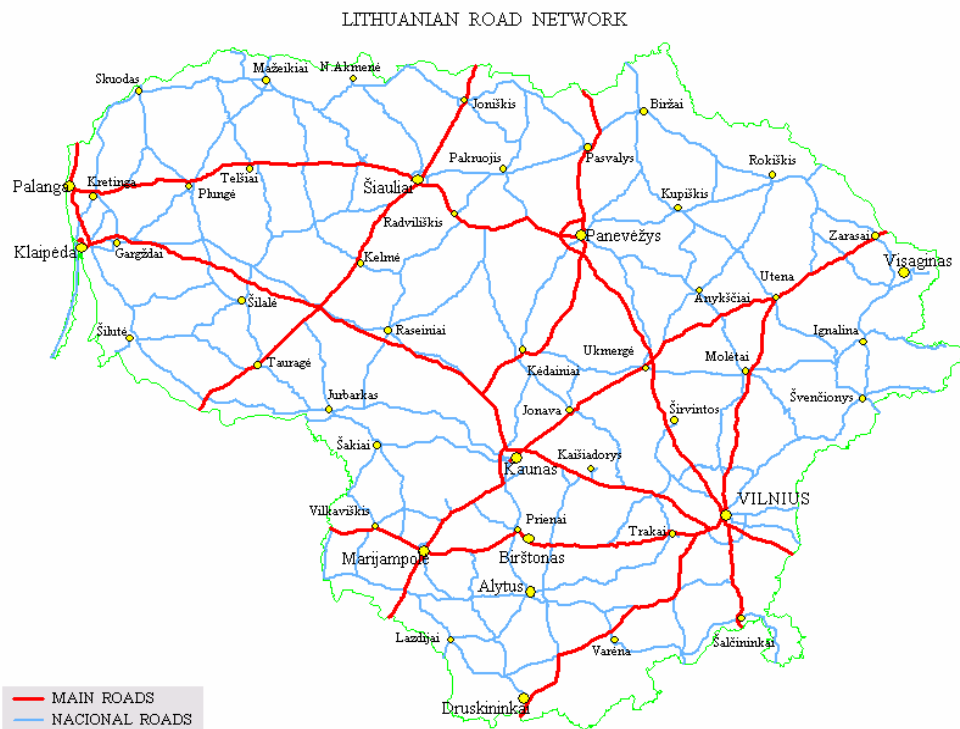 LITHUANIAN ROAD NETWORK
Mažeikiai
N.Akmenė
Skuodas
Joniškis
Biržai
Pakruojis
Pasvalys
Rokiškis
Telšiai
Palanga
Kretinga
Plungė
Šiauliai
Kupiškis
Radviliškis
Panevėžys
Zarasai
Klaipėda
Gargždai
Kelmė
Visaginas
Utena
Anykščiai
Šilalė
Šilutė
Raseiniai
Ignalina
Ukmergė
Molėtai
Tauragė
Kėdainiai
Jurbarkas
Jonava
Širvintos
Švenčionys
Šakiai
Kaunas
Kaišiadorys
VILNIUS
Vilkaviškis
Prienai
Trakai
Marijampolė
Birštonas
Alytus
Lazdijai
Varėna
Šalčininkai
Druskininkai
MAIN ROADS
NACIONAL ROADS